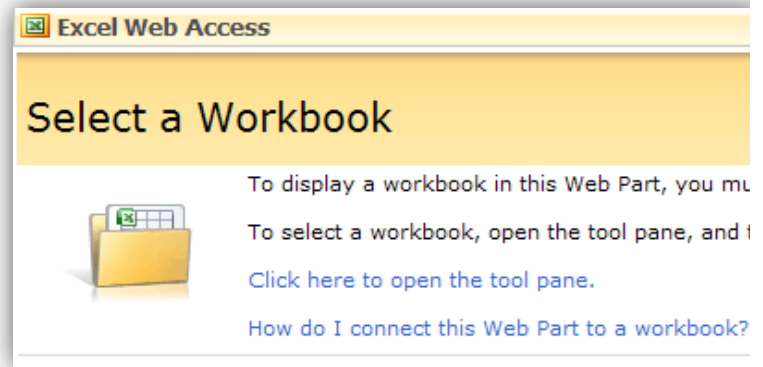 Excel Web Access
Select a Workbook
To display a workbook in this Web Part, you
To select a workbook, open the tool pane, and
Click here to open the tool pane.
How do I connect this Web Part to a workbook?